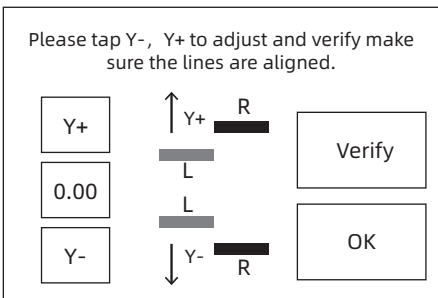 Please tap Y-, Y+ to adjust and verify make
sure the lines are aligned.
Y+
0.00
Y-
Y+
R
L
L
Y-
R
Verify
OK